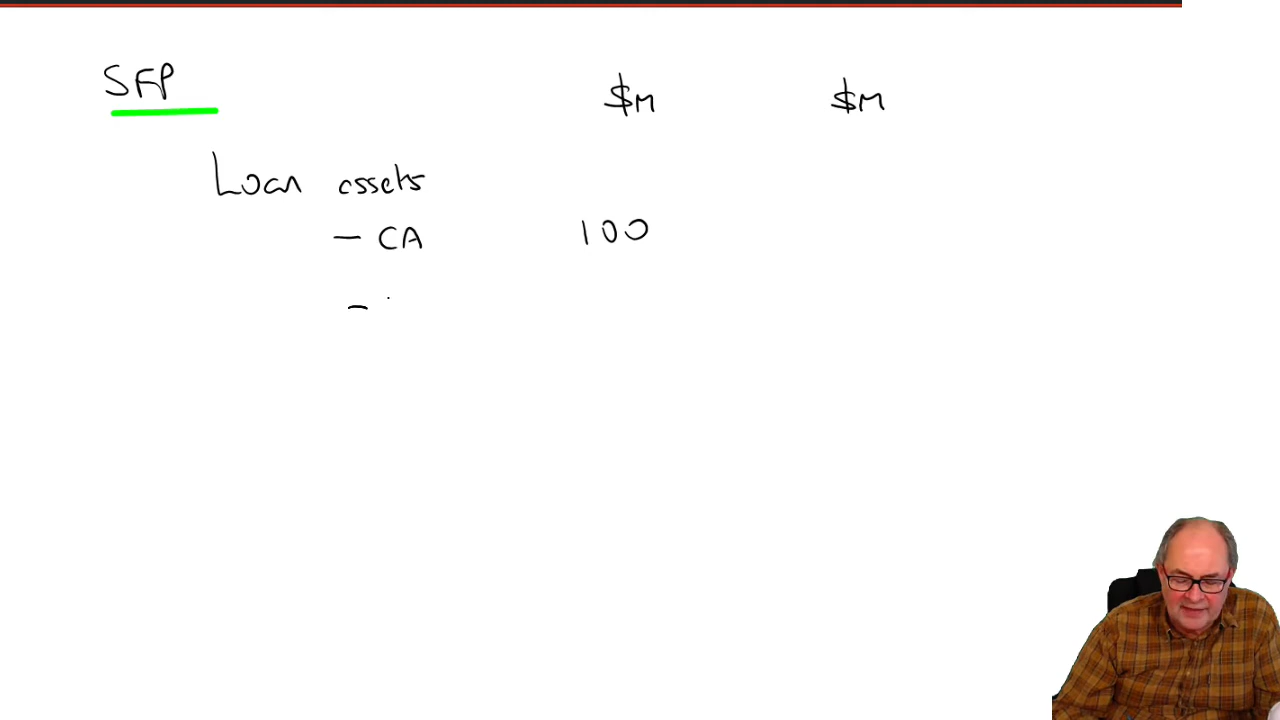 SFP
$M $M
Loan assets
– CA 100
–